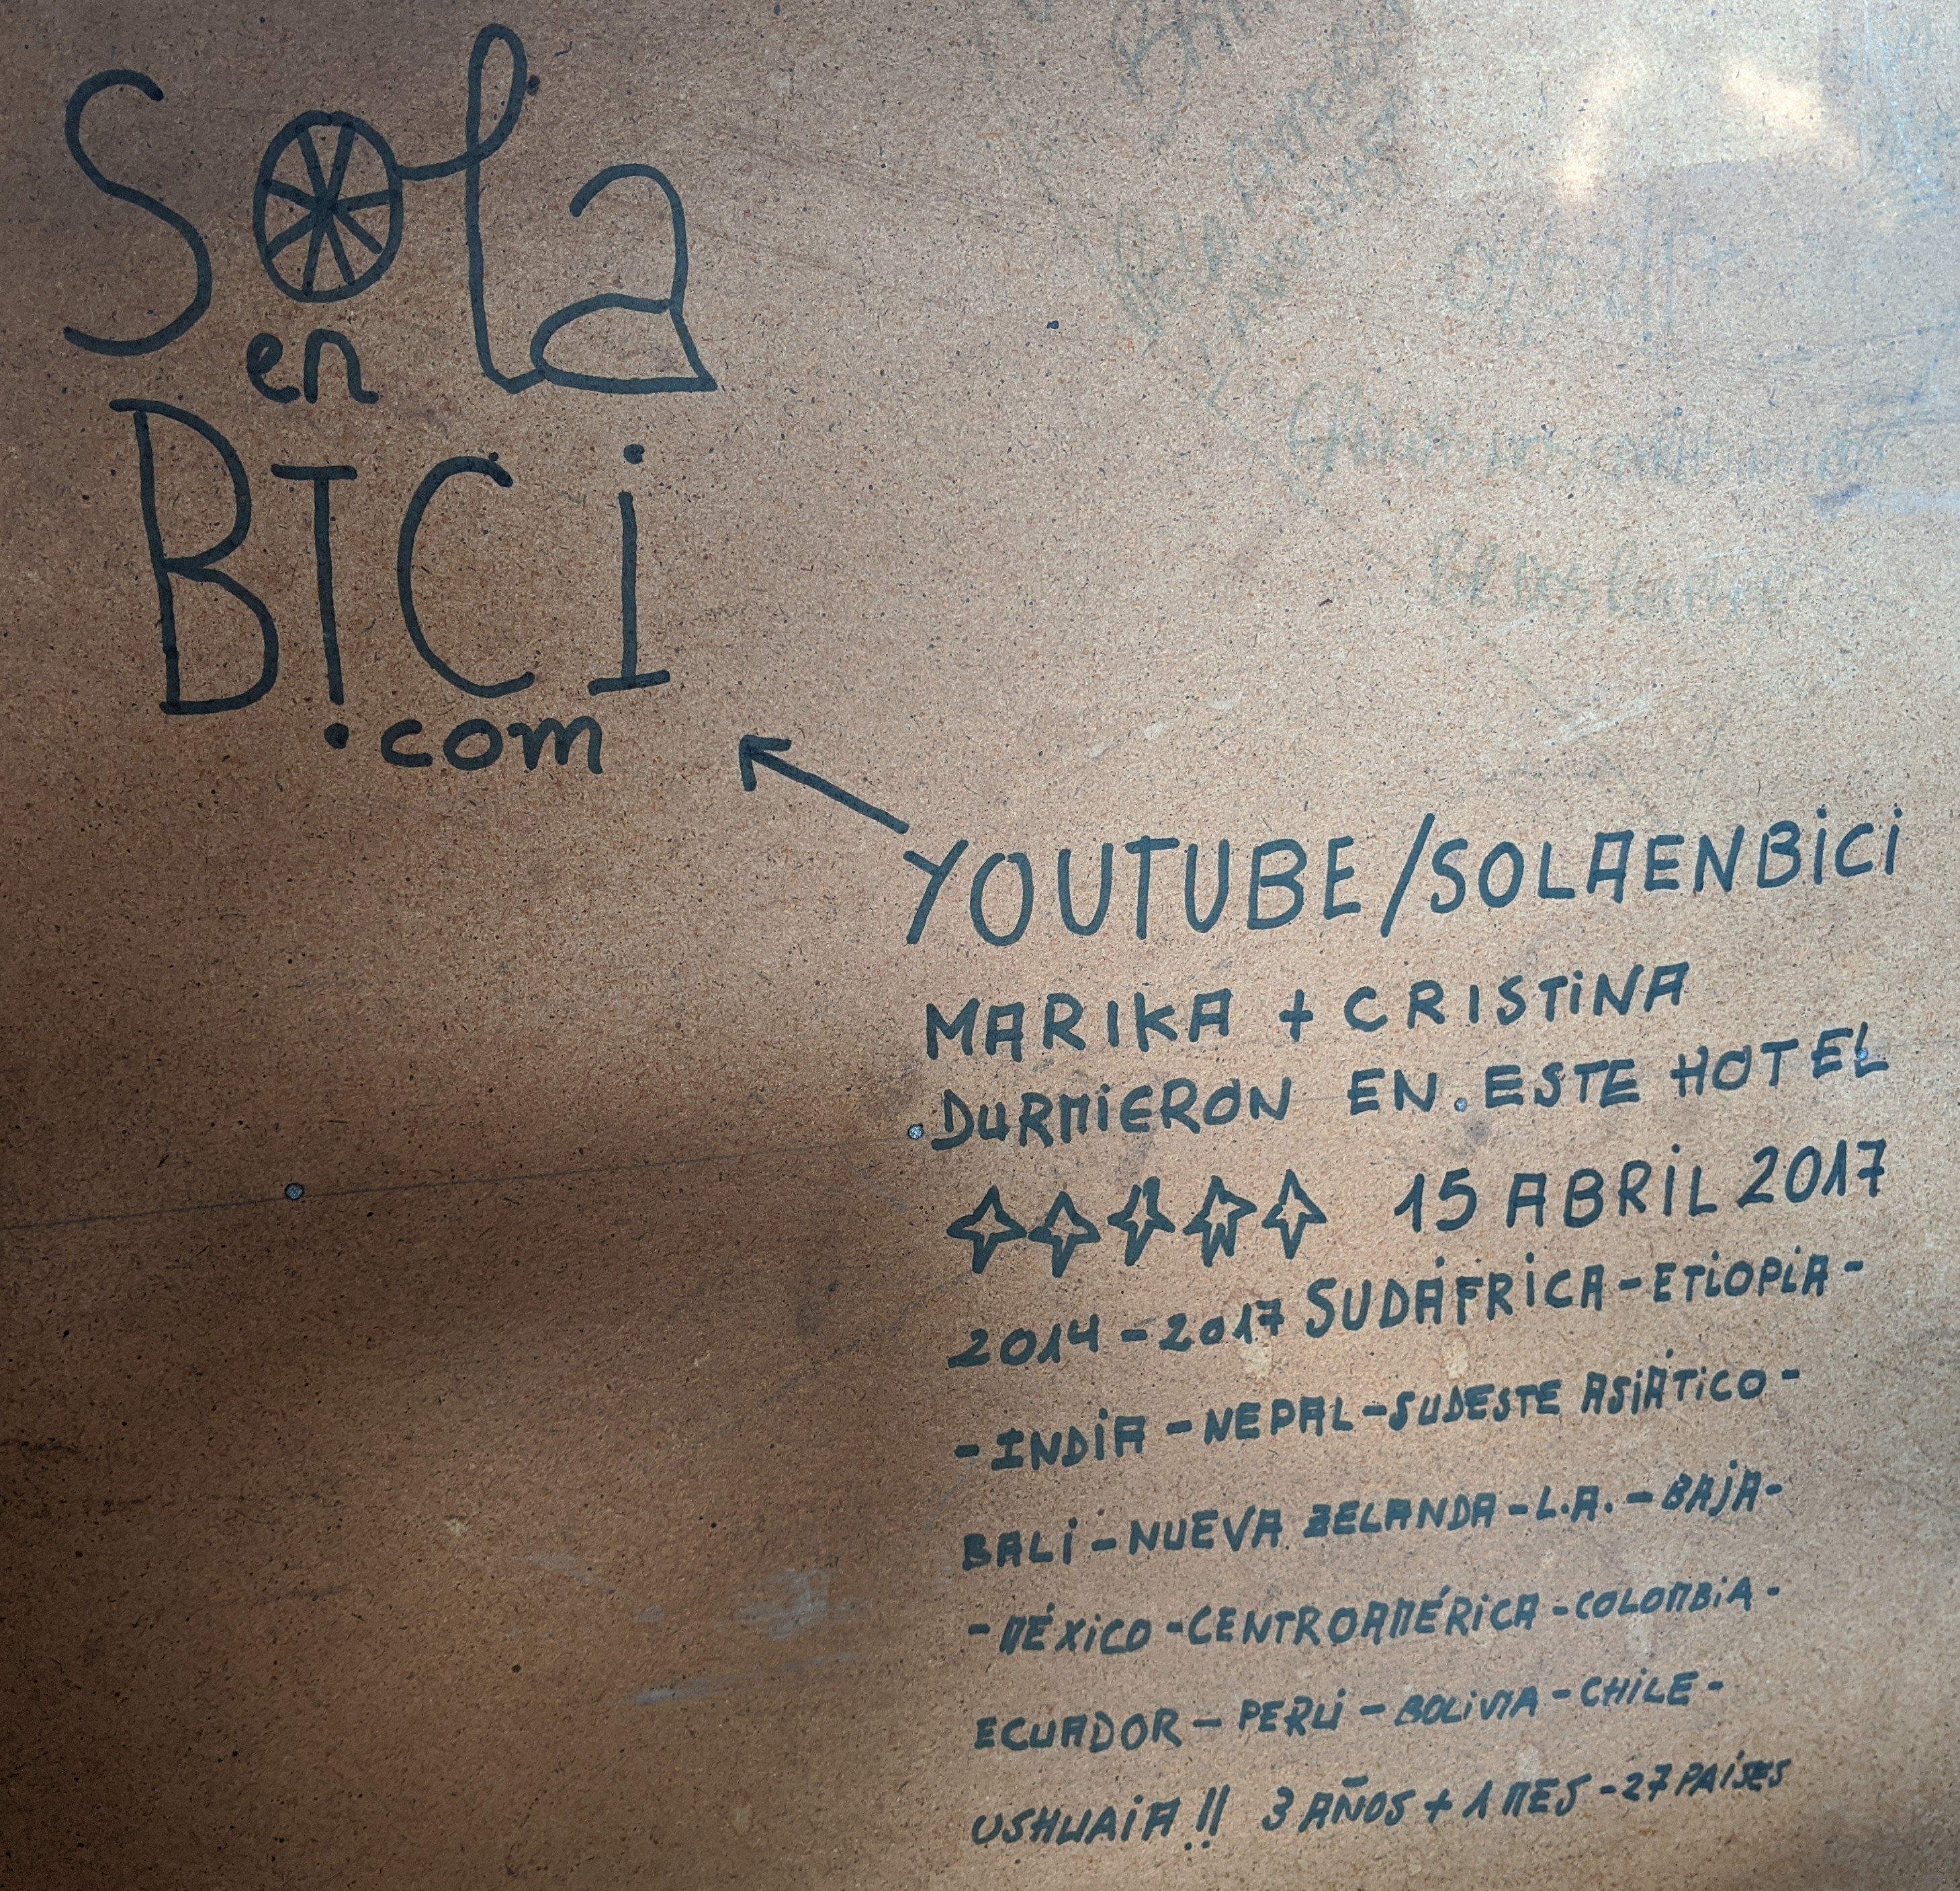 Sola
en
BICi
.com
YOUTUBE/SOLAENBiCi
MARIKA + CRISTiNA
DURMiERON EN ESTE HOTEL
15 ABRiL 2017
2014-2017 SUDÁFRiCA-ETiOPiA-
-INDiA-NEPAL-SUDESTE ASiÁTiCO-
BALi-NUEVA ZELANDA-L.A.-BAJA-
-MÉXiCO-CENTROAMÉRiCA-COLOMBiA-
ECUADOR-PERÚ-BOLiViA-CHiLE-
USHUAiA!! 3 AÑOS + 1 MES-27 PAíSES